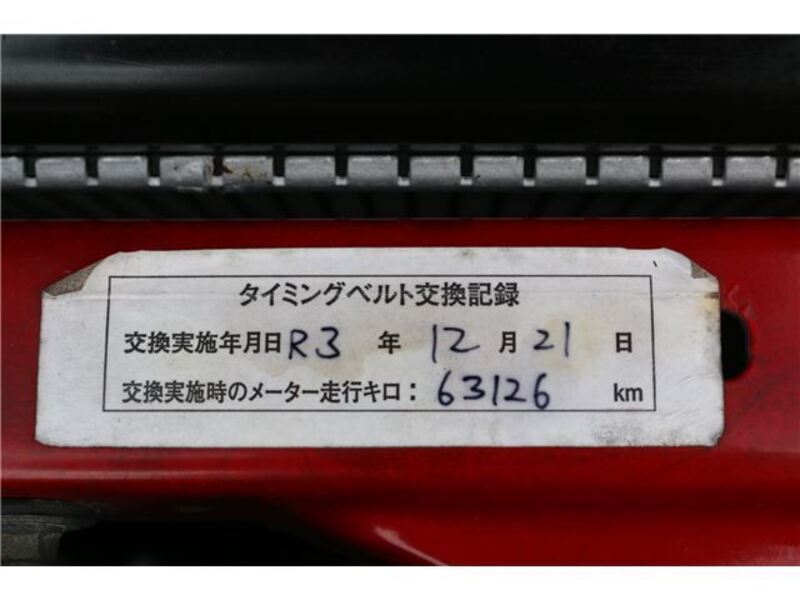 タイミングベルト交換記録
交換実施年月日 R3 年 12 月 21 日
交換実施時のメーター走行キロ： 63126 km